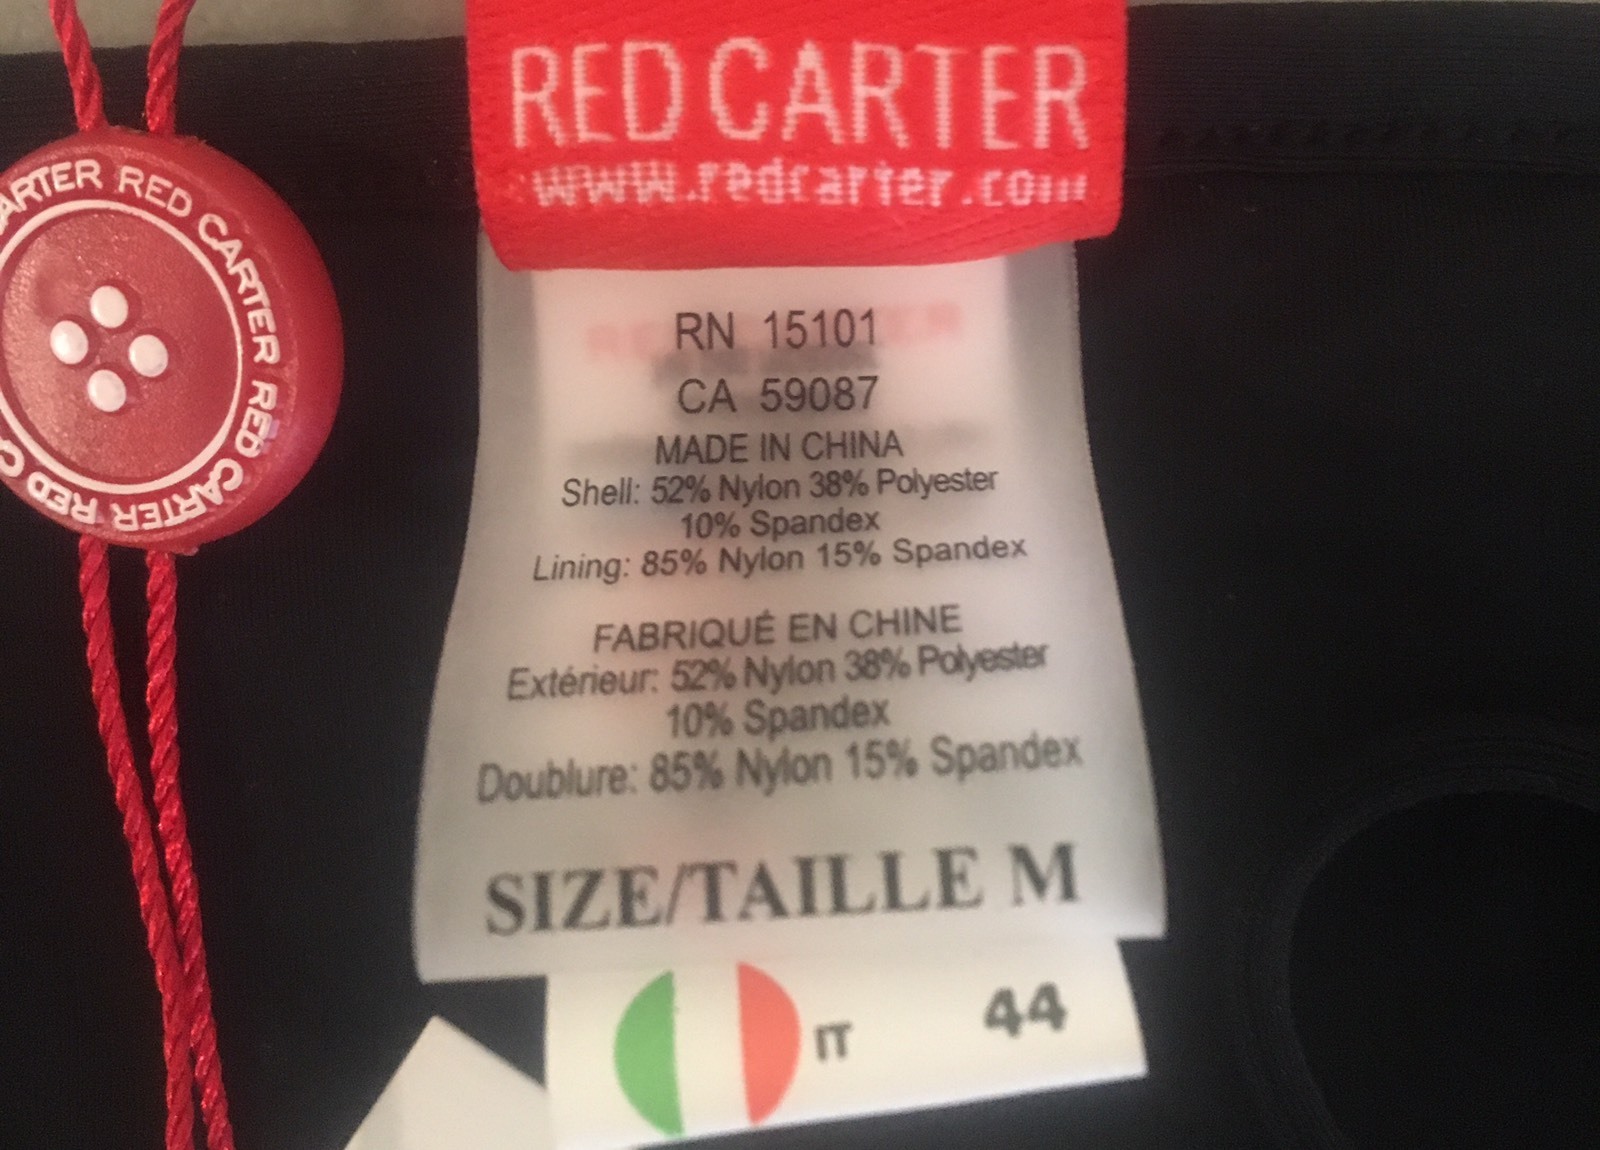 RED CARTER
www.redcarter.com
ARTER RED CARTER RED CARTER RED C
RN 15101
CA 59087
MADE IN CHINA
Shell: 52% Nylon 38% Polyester
10% Spandex
Lining: 85% Nylon 15% Spandex
FABRIQUÉ EN CHINE
Extérieur: 52% Nylon 38% Polyester
10% Spandex
Doublure: 85% Nylon 15% Spandex
SIZE/TAILLE M
IT 44